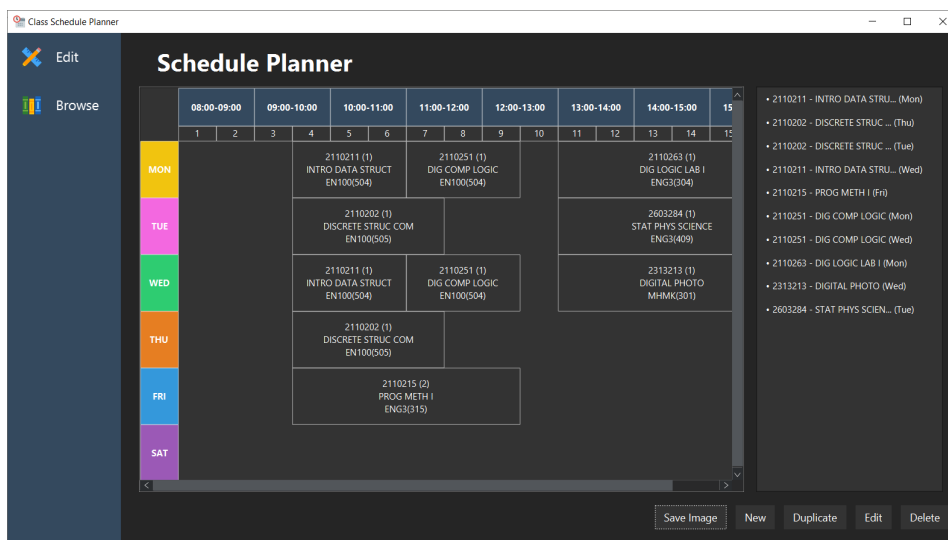 Class Schedule Planner
Edit
Browse
Schedule Planner
08:00-09:00 09:00-10:00 10:00-11:00 11:00-12:00 12:00-13:00 13:00-14:00 14:00-15:00 15
1 2 3 4 5 6 7 8 9 10 11 12 13 14 15
MON
2110211 (1)
INTRO DATA STRUCT
EN100(504)
2110251 (1)
DIG COMP LOGIC
EN100(504)
2110263 (1)
DIG LOGIC LAB I
ENG3(304)
TUE
2110202 (1)
DISCRETE STRUC COM
EN100(505)
2603284 (1)
STAT PHYS SCIENCE
ENG3(409)
WED
2110211 (1)
INTRO DATA STRUCT
EN100(504)
2110251 (1)
DIG COMP LOGIC
EN100(504)
2313213 (1)
DIGITAL PHOTO
MHMK(301)
THU
2110202 (1)
DISCRETE STRUC COM
EN100(505)
FRI
2110215 (2)
PROG METH I
ENG3(315)
SAT
• 2110211 - INTRO DATA STRU... (Mon)
• 2110202 - DISCRETE STRUC ... (Thu)
• 2110202 - DISCRETE STRUC ... (Tue)
• 2110211 - INTRO DATA STRU... (Wed)
• 2110215 - PROG METH I (Fri)
• 2110251 - DIG COMP LOGIC (Mon)
• 2110251 - DIG COMP LOGIC (Wed)
• 2110263 - DIG LOGIC LAB I (Mon)
• 2313213 - DIGITAL PHOTO (Wed)
• 2603284 - STAT PHYS SCIEN... (Tue)
Save Image New Duplicate Edit Delete